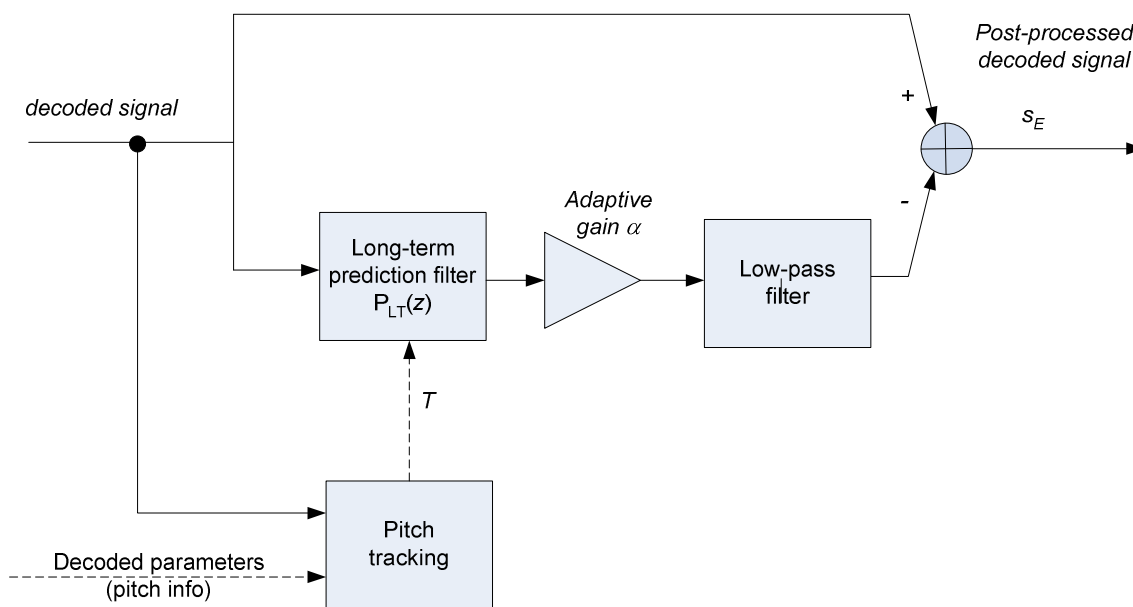 Post-processed
decoded signal
decoded signal
+
s_E
Adaptive
gain α
-
Long-term
prediction filter
P_LT(z)
Low-pass
filter
T
Pitch
tracking
Decoded parameters
(pitch info)